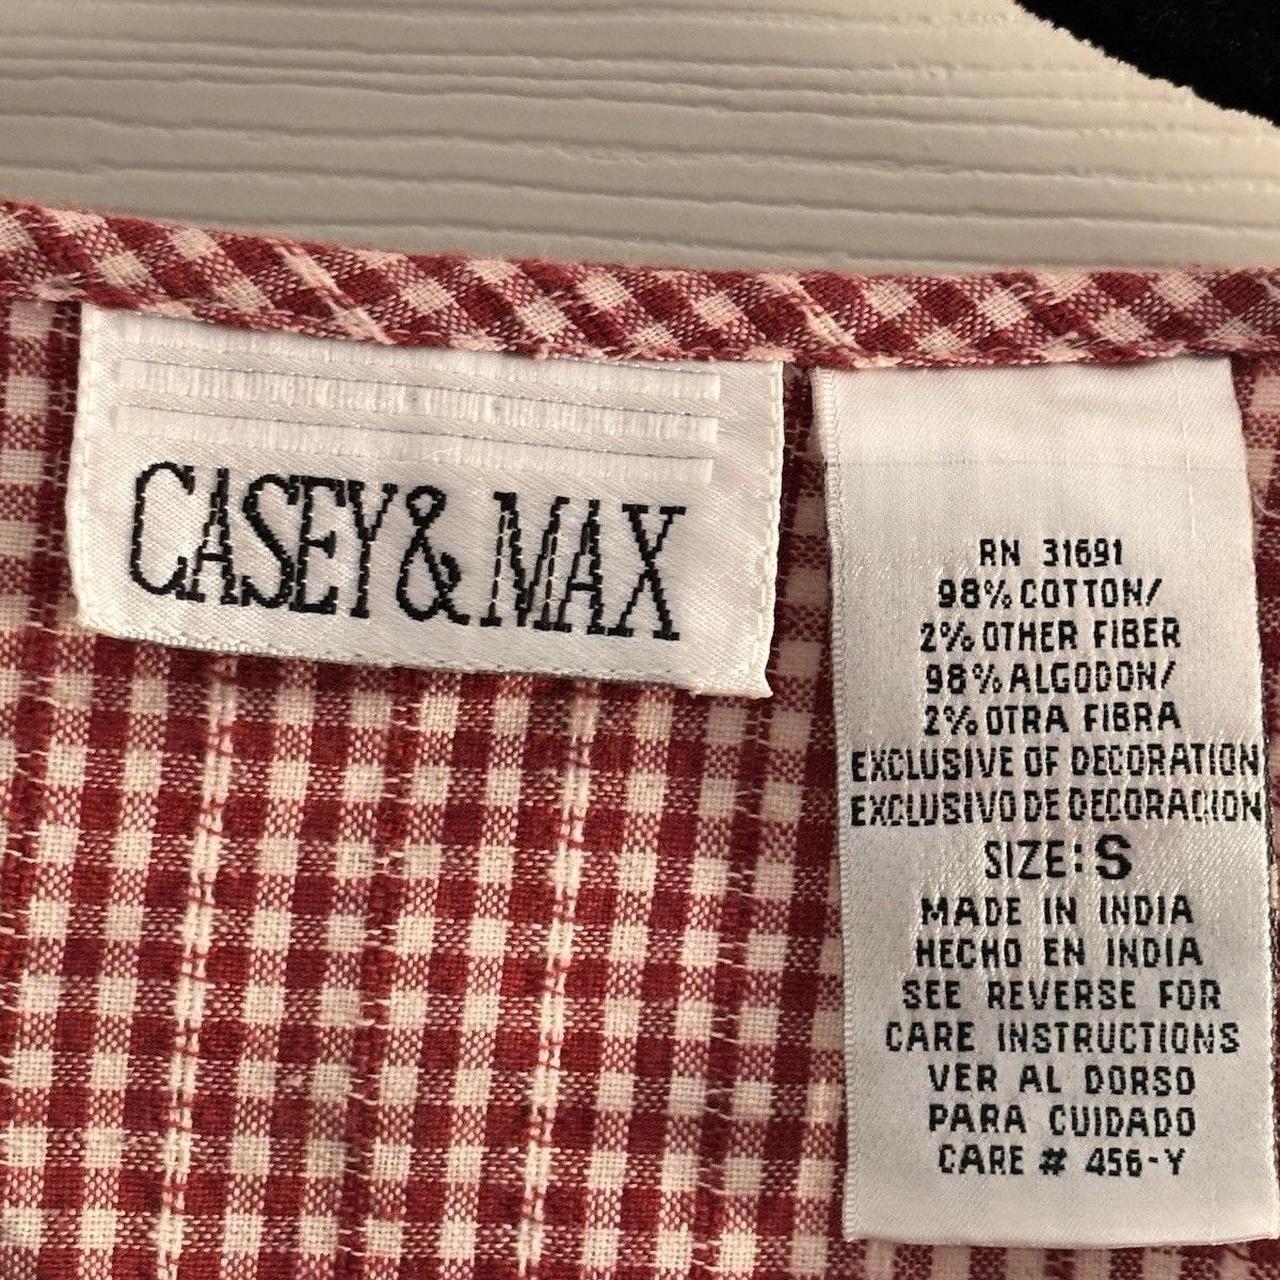 CASEY & MAX
RN 31691
98% COTTON/
2% OTHER FIBER
98% ALGODON/
2% OTRA FIBRA
EXCLUSIVE OF DECORATION
EXCLUSIVO DE DECORACION
SIZE: S
MADE IN INDIA
HECHO EN INDIA
SEE REVERSE FOR
CARE INSTRUCTIONS
VER AL DORSO
PARA CUIDADO
CARE # 456-Y